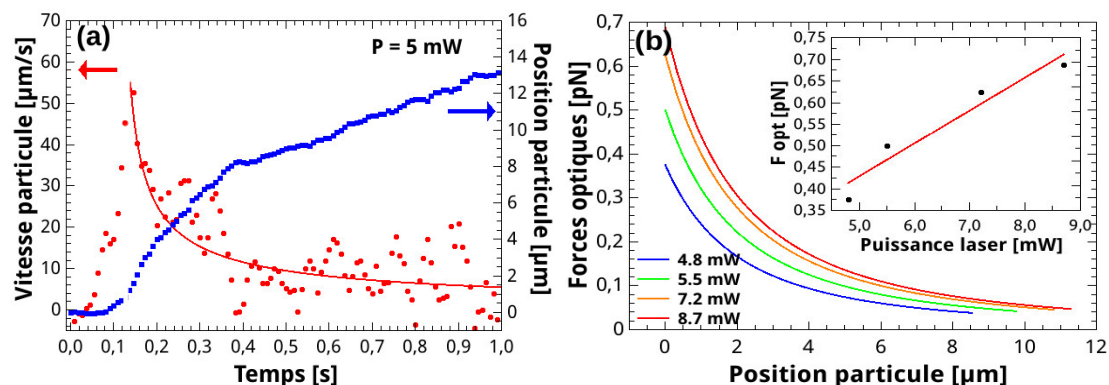 (a)
P = 5 mW
Vitesse particule [µm/s]
70
60
50
40
30
20
10
0
0,0 0,1 0,2 0,3 0,4 0,5 0,6 0,7 0,8 0,9 1,0
Temps [s]
16
14
12
10
8
6
4
2
0
Position particule [µm]
(b)
Forces optiques [pN]
0,7
0,6
0,5
0,4
0,3
0,2
0,1
0
0 2 4 6 8 10 12
Position particule [µm]
4.8 mW
5.5 mW
7.2 mW
8.7 mW
F opt [pN]
0,75
0,70
0,65
0,60
0,55
0,50
0,45
0,40
0,35
5,0 6,0 7,0 8,0 9,0
Puissance laser [mW]